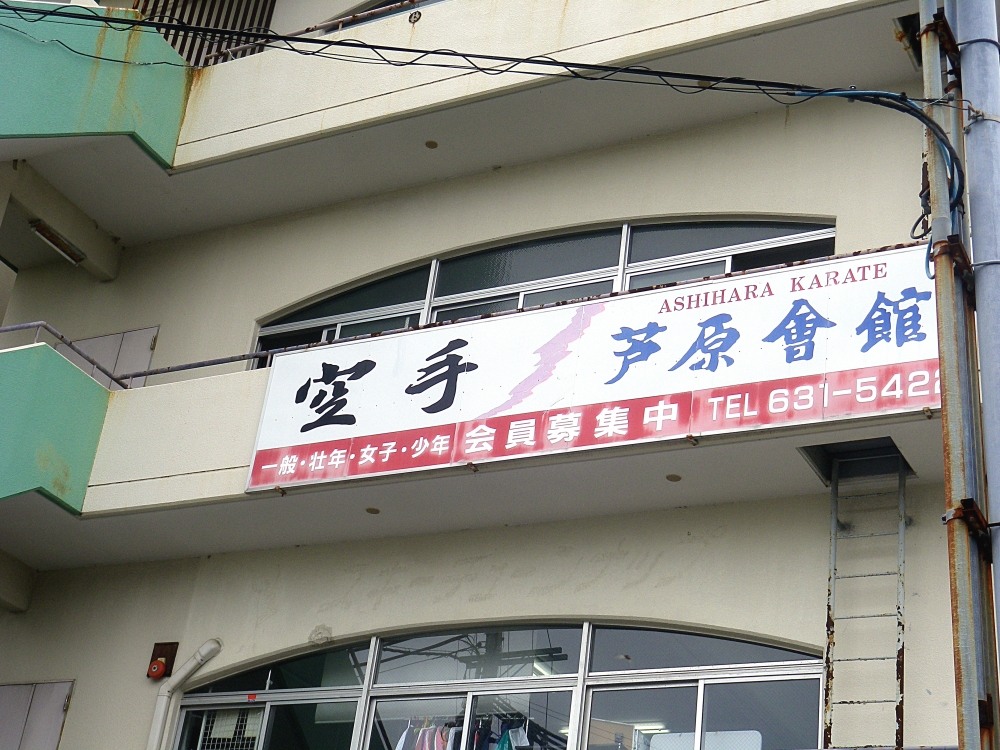 ASHIHARA KARATE
空手 芦原會館
一般・壮年・女子・少年 会員募集中 TEL 631-5422